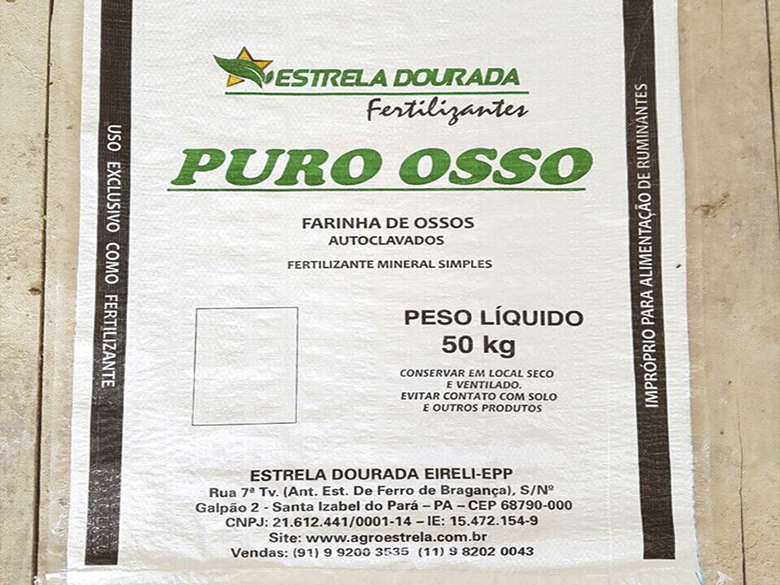 ESTRELA DOURADA
Fertilizantes
PURO OSSO
FARINHA DE OSSOS
AUTOCLAVADOS
FERTILIZANTE MINERAL SIMPLES
USO EXCLUSIVO COMO FERTILIZANTE
IMPRÓPRIO PARA ALIMENTAÇÃO DE RUMINANTES
PESO LÍQUIDO
50 kg
CONSERVAR EM LOCAL SECO
E VENTILADO.
EVITAR CONTATO COM SOLO
E OUTROS PRODUTOS
ESTRELA DOURADA EIRELI-EPP
Rua 7ª Tv. (Ant. Est. De Ferro de Bragança), S/Nº
Galpão 2 - Santa Izabel do Pará – PA – CEP 68790-000
CNPJ: 21.612.441/0001-14 – IE: 15.472.154-9
Site: www.agroestrela.com.br
Vendas: (91) 9 9200 3535 (11) 9 8202 0043